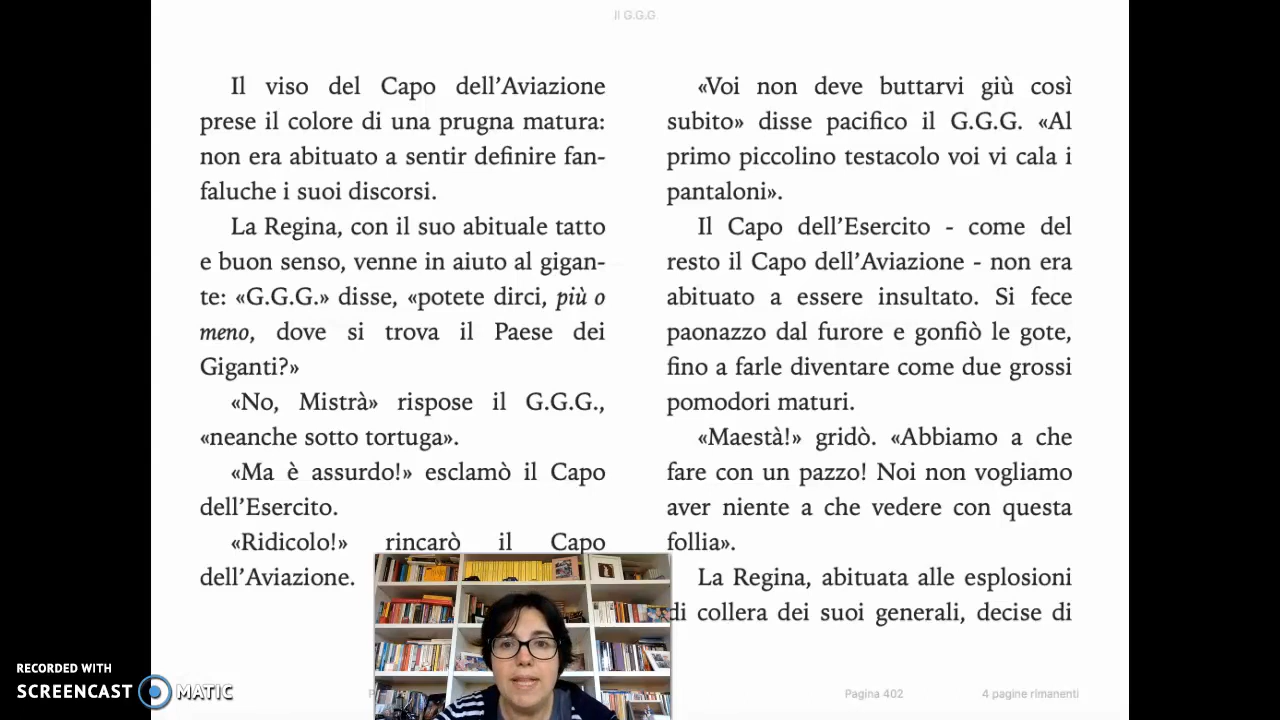 Il G.G.G.
Il viso del Capo dell'Aviazione
prese il colore di una prugna matura:
non era abituato a sentir definire fan-
faluche i suoi discorsi.
La Regina, con il suo abituale tatto
e buon senso, venne in aiuto al gigan-
te: «G.G.G.» disse, «potete dirci, più o
meno, dove si trova il Paese dei
Giganti?»
«No, Mistrà» rispose il G.G.G.,
«neanche sotto tortuga».
«Ma è assurdo!» esclamò il Capo
dell'Esercito.
«Ridicolo!» rincarò il Capo
dell'Aviazione.
«Voi non deve buttarvi giù così
subito» disse pacifico il G.G.G. «Al
primo piccolino testacolo voi vi cala i
pantaloni».
Il Capo dell'Esercito - come del
resto il Capo dell'Aviazione - non era
abituato a essere insultato. Si fece
paonazzo dal furore e gonfiò le gote,
fino a farle diventare come due grossi
pomodori maturi.
«Maestà!» gridò. «Abbiamo a che
fare con un pazzo! Noi non vogliamo
aver niente a che vedere con questa
follia».
La Regina, abituata alle esplosioni
di collera dei suoi generali, decise di
Pagina 402
4 pagine rimanenti
RECORDED WITH
SCREENCAST MATIC